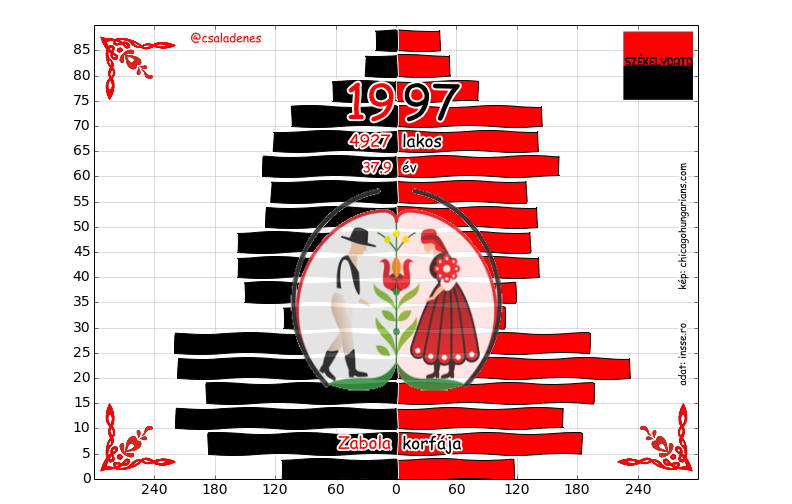 @csaladenes
SZÉKELYDATA
1997
4927 lakos
37.9 év
kép: chicagohungarians.com
adat: insse.ro
Zabola korfája
85
80
75
70
65
60
55
50
45
40
35
30
25
20
15
10
5
0
240 180 120 60 0 60 120 180 240